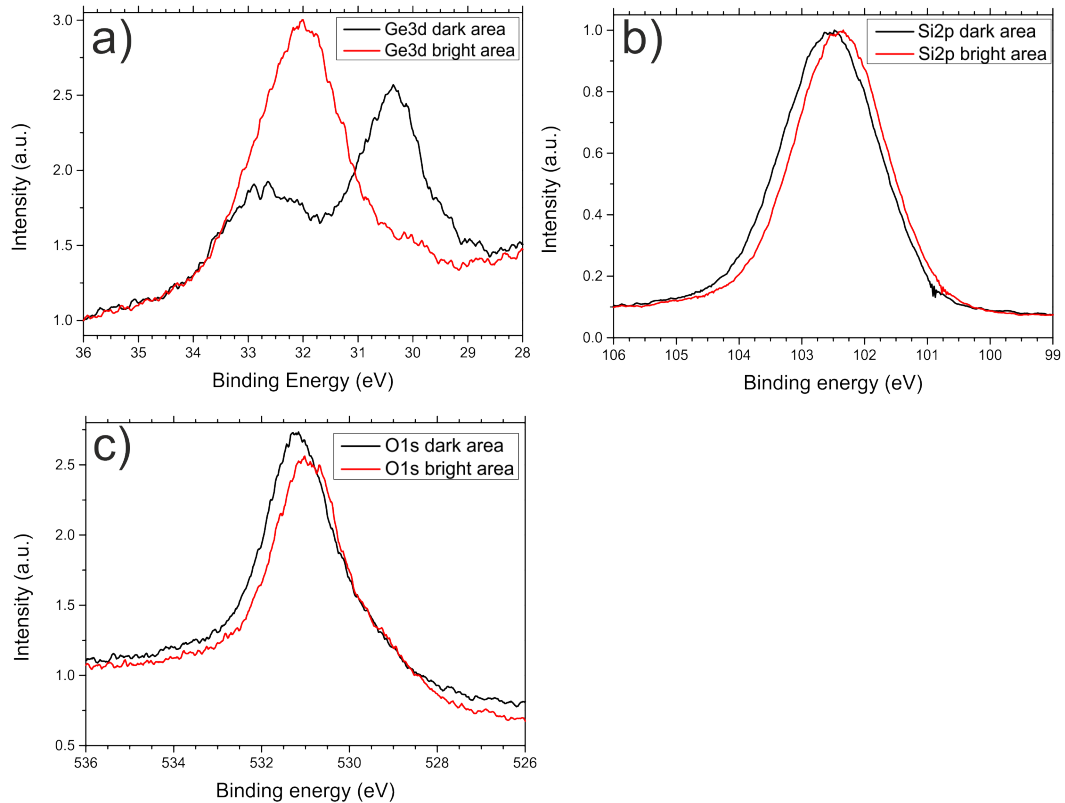 a)
Ge3d dark area
Ge3d bright area
3.0
2.5
2.0
1.5
1.0
Intensity (a.u.)
36 35 34 33 32 31 30 29 28
Binding Energy (eV)
b)
Si2p dark area
Si2p bright area
1.0
0.8
0.6
0.4
0.2
0.0
Intensity (a.u.)
106 105 104 103 102 101 100 99
Binding energy (eV)
c)
O1s dark area
O1s bright area
2.5
2.0
1.5
1.0
0.5
Intensity (a.u.)
536 534 532 530 528 526
Binding energy (eV)